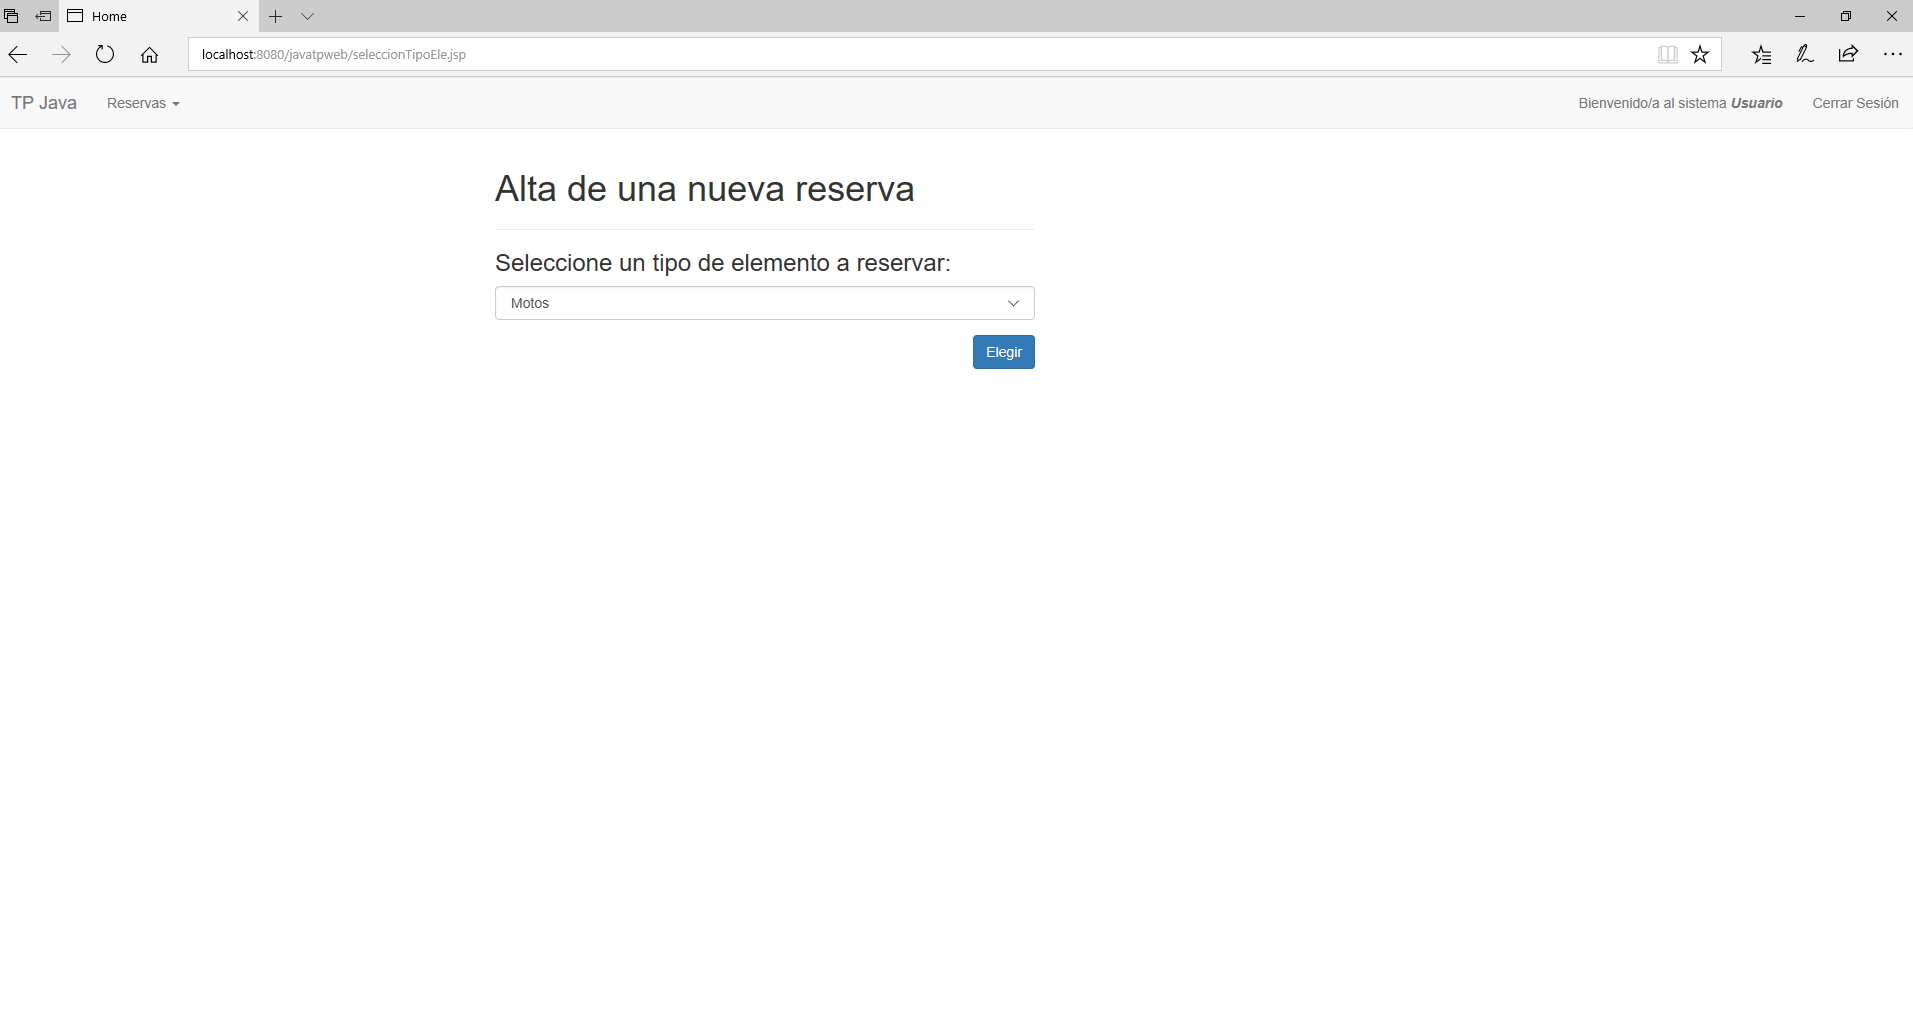 Home
localhost:8080/javatpweb/seleccionTipoEle.jsp
TP Java Reservas Bienvenido/a al sistema Usuario Cerrar Sesión
Alta de una nueva reserva
Seleccione un tipo de elemento a reservar:
Motos
Elegir